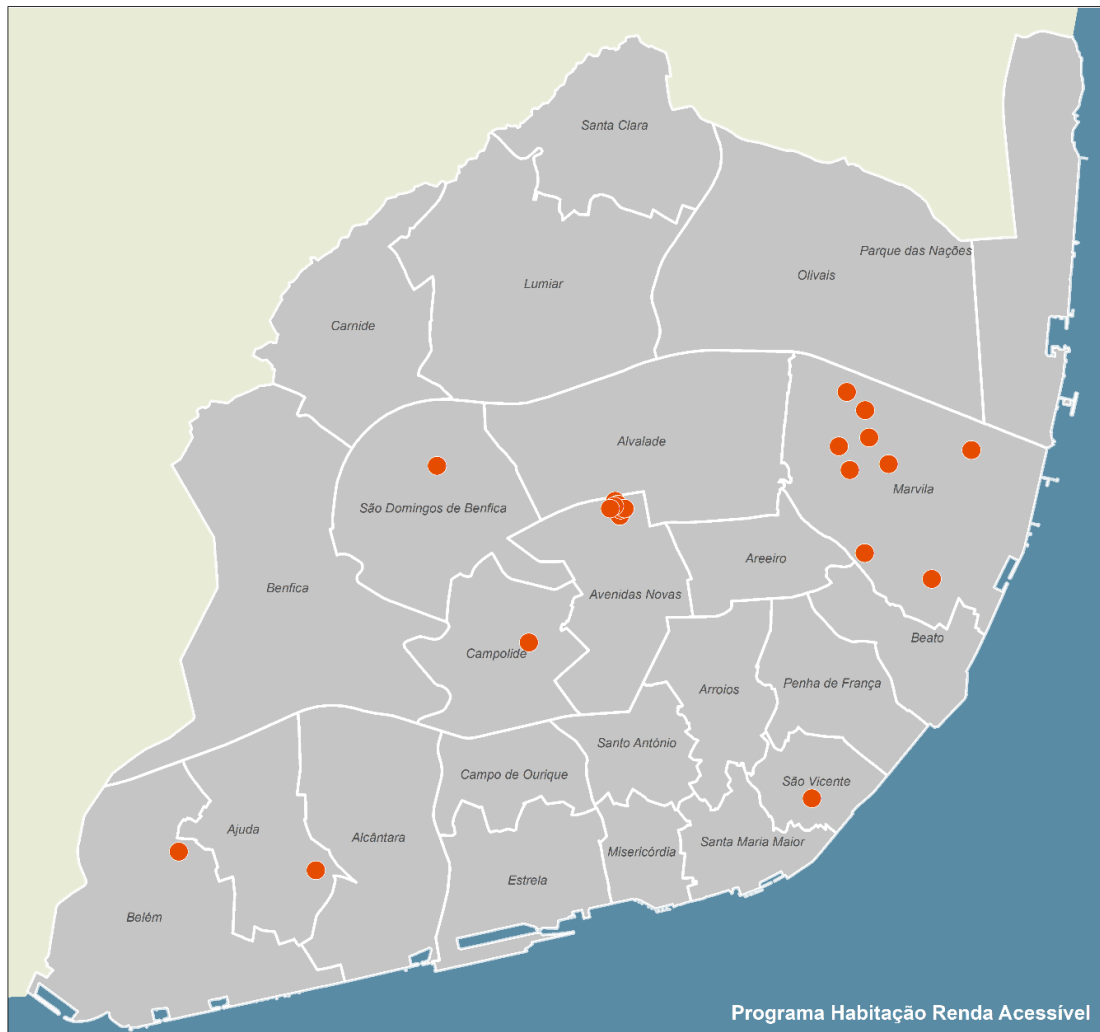 Santa Clara
Parque das Nações
Olivais
Lumiar
Carnide
Alvalade
Marvila
São Domingos de Benfica
Areeiro
Benfica
Avenidas Novas
Beato
Campolide
Penha de França
Arroios
Santo António
Campo de Ourique
São Vicente
Ajuda
Alcântara
Santa Maria Maior
Misericórdia
Estrela
Belém
Programa Habitação Renda Acessível